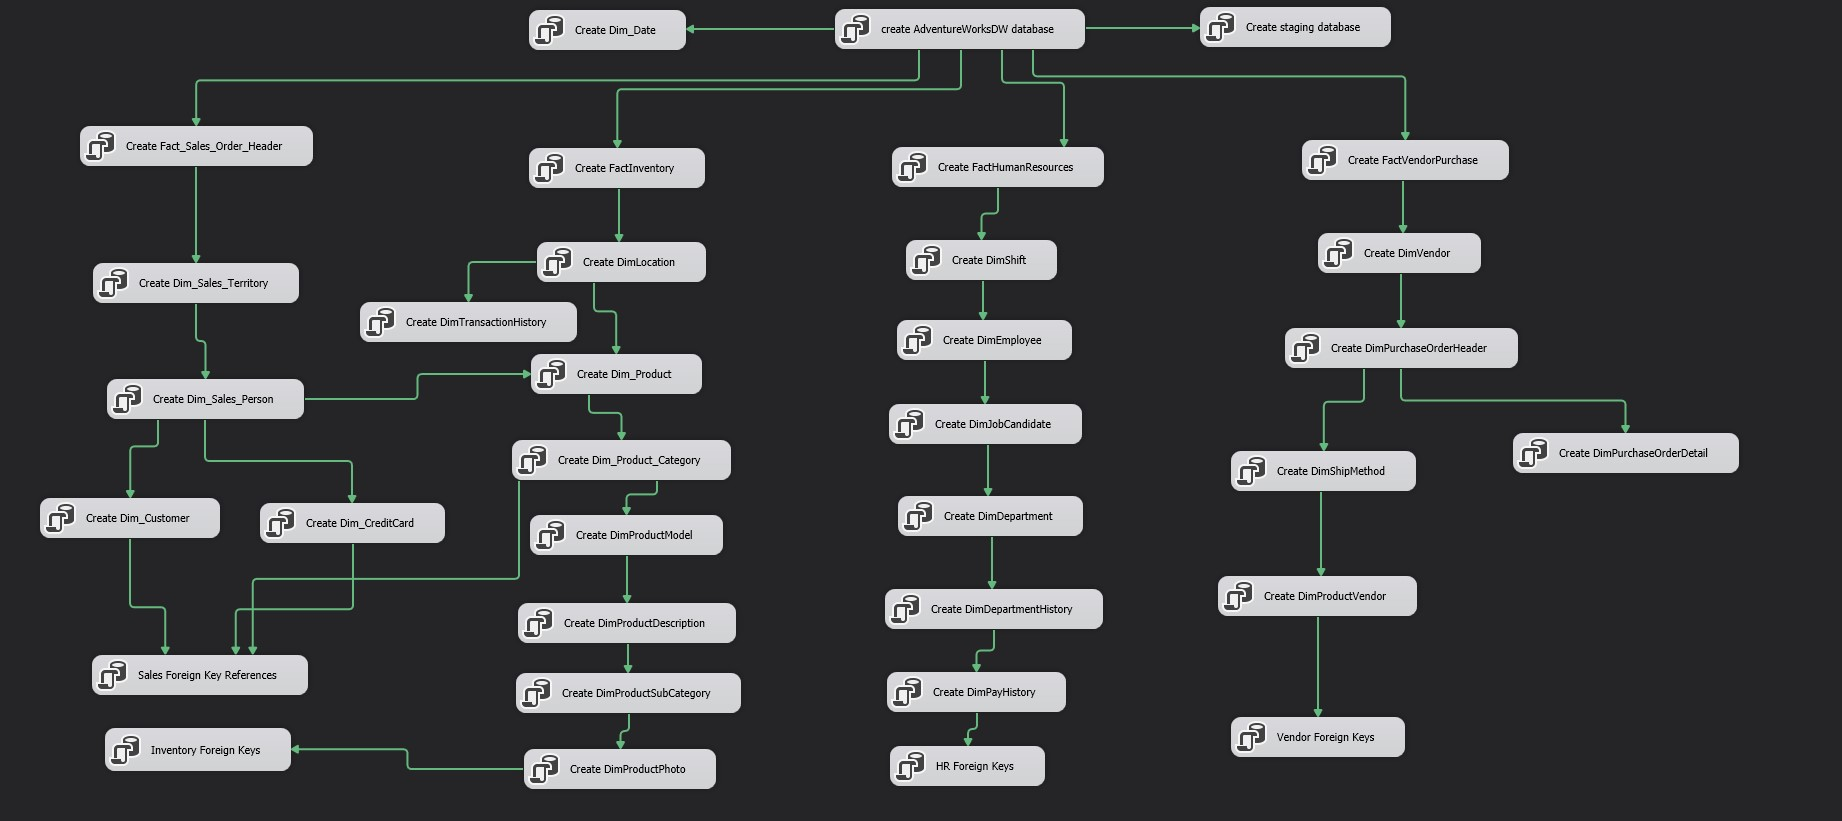 Create Dim_Date
create AdventureWorksDW database
Create staging database
Create Fact_Sales_Order_Header
Create FactInventory
Create FactHumanResources
Create FactVendorPurchase
Create Dim_Sales_Territory
Create DimLocation
Create DimShift
Create DimVendor
Create DimTransactionHistory
Create DimEmployee
Create DimPurchaseOrderHeader
Create Dim_Sales_Person
Create Dim_Product
Create DimJobCandidate
Create Dim_Product_Category
Create DimShipMethod
Create DimPurchaseOrderDetail
Create Dim_Customer
Create Dim_CreditCard
Create DimProductModel
Create DimDepartment
Create DimProductDescription
Create DimDepartmentHistory
Create DimProductVendor
Sales Foreign Key References
Create DimProductSubCategory
Create DimPayHistory
Inventory Foreign Keys
Create DimProductPhoto
HR Foreign Keys
Vendor Foreign Keys